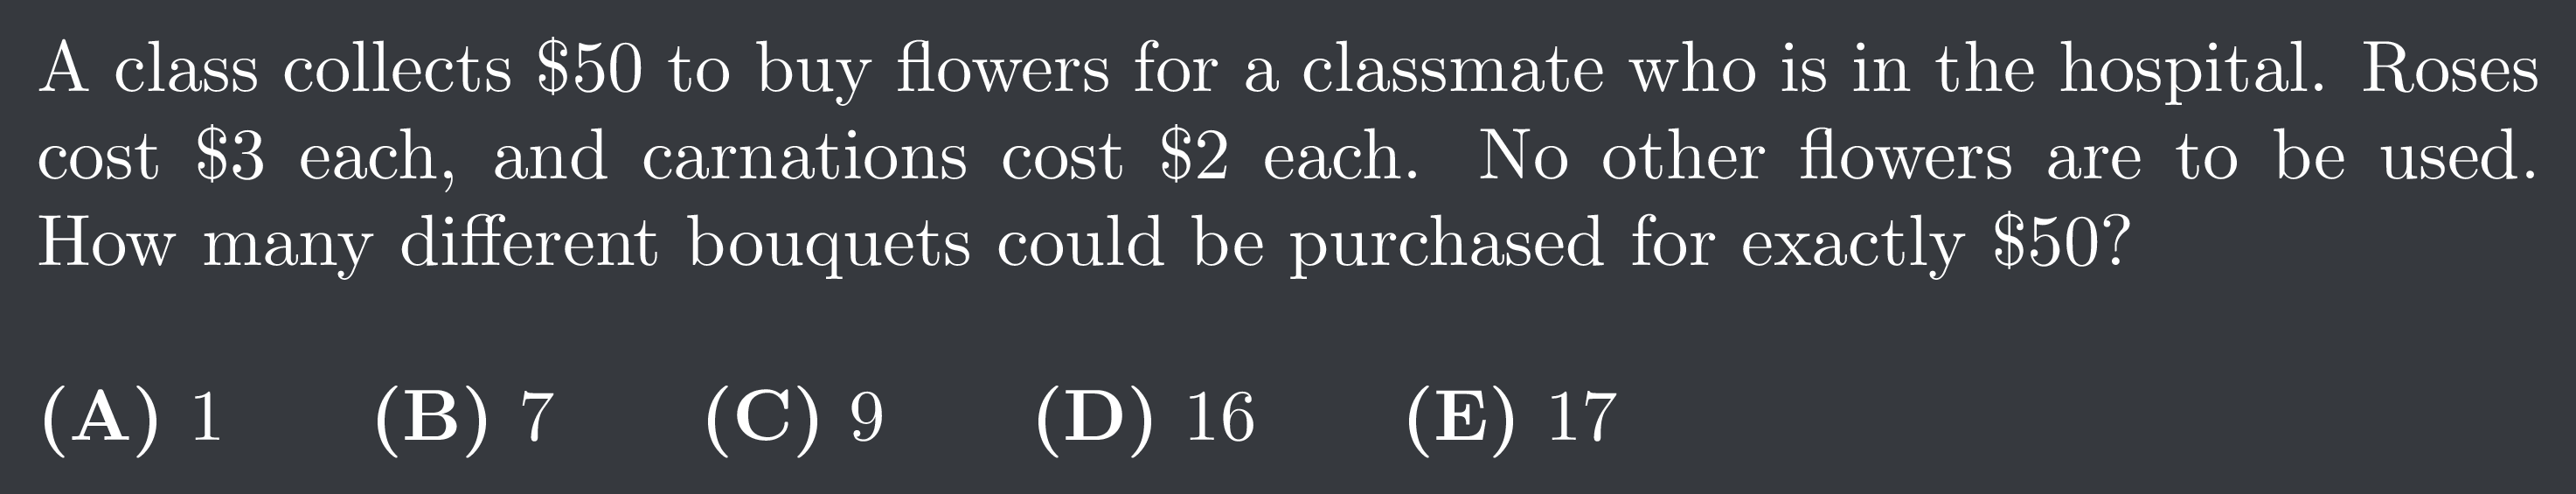 A class collects $50 to buy flowers for a classmate who is in the hospital. Roses
cost $3 each, and carnations cost $2 each. No other flowers are to be used.
How many different bouquets could be purchased for exactly $50?
(A) 1 (B) 7 (C) 9 (D) 16 (E) 17